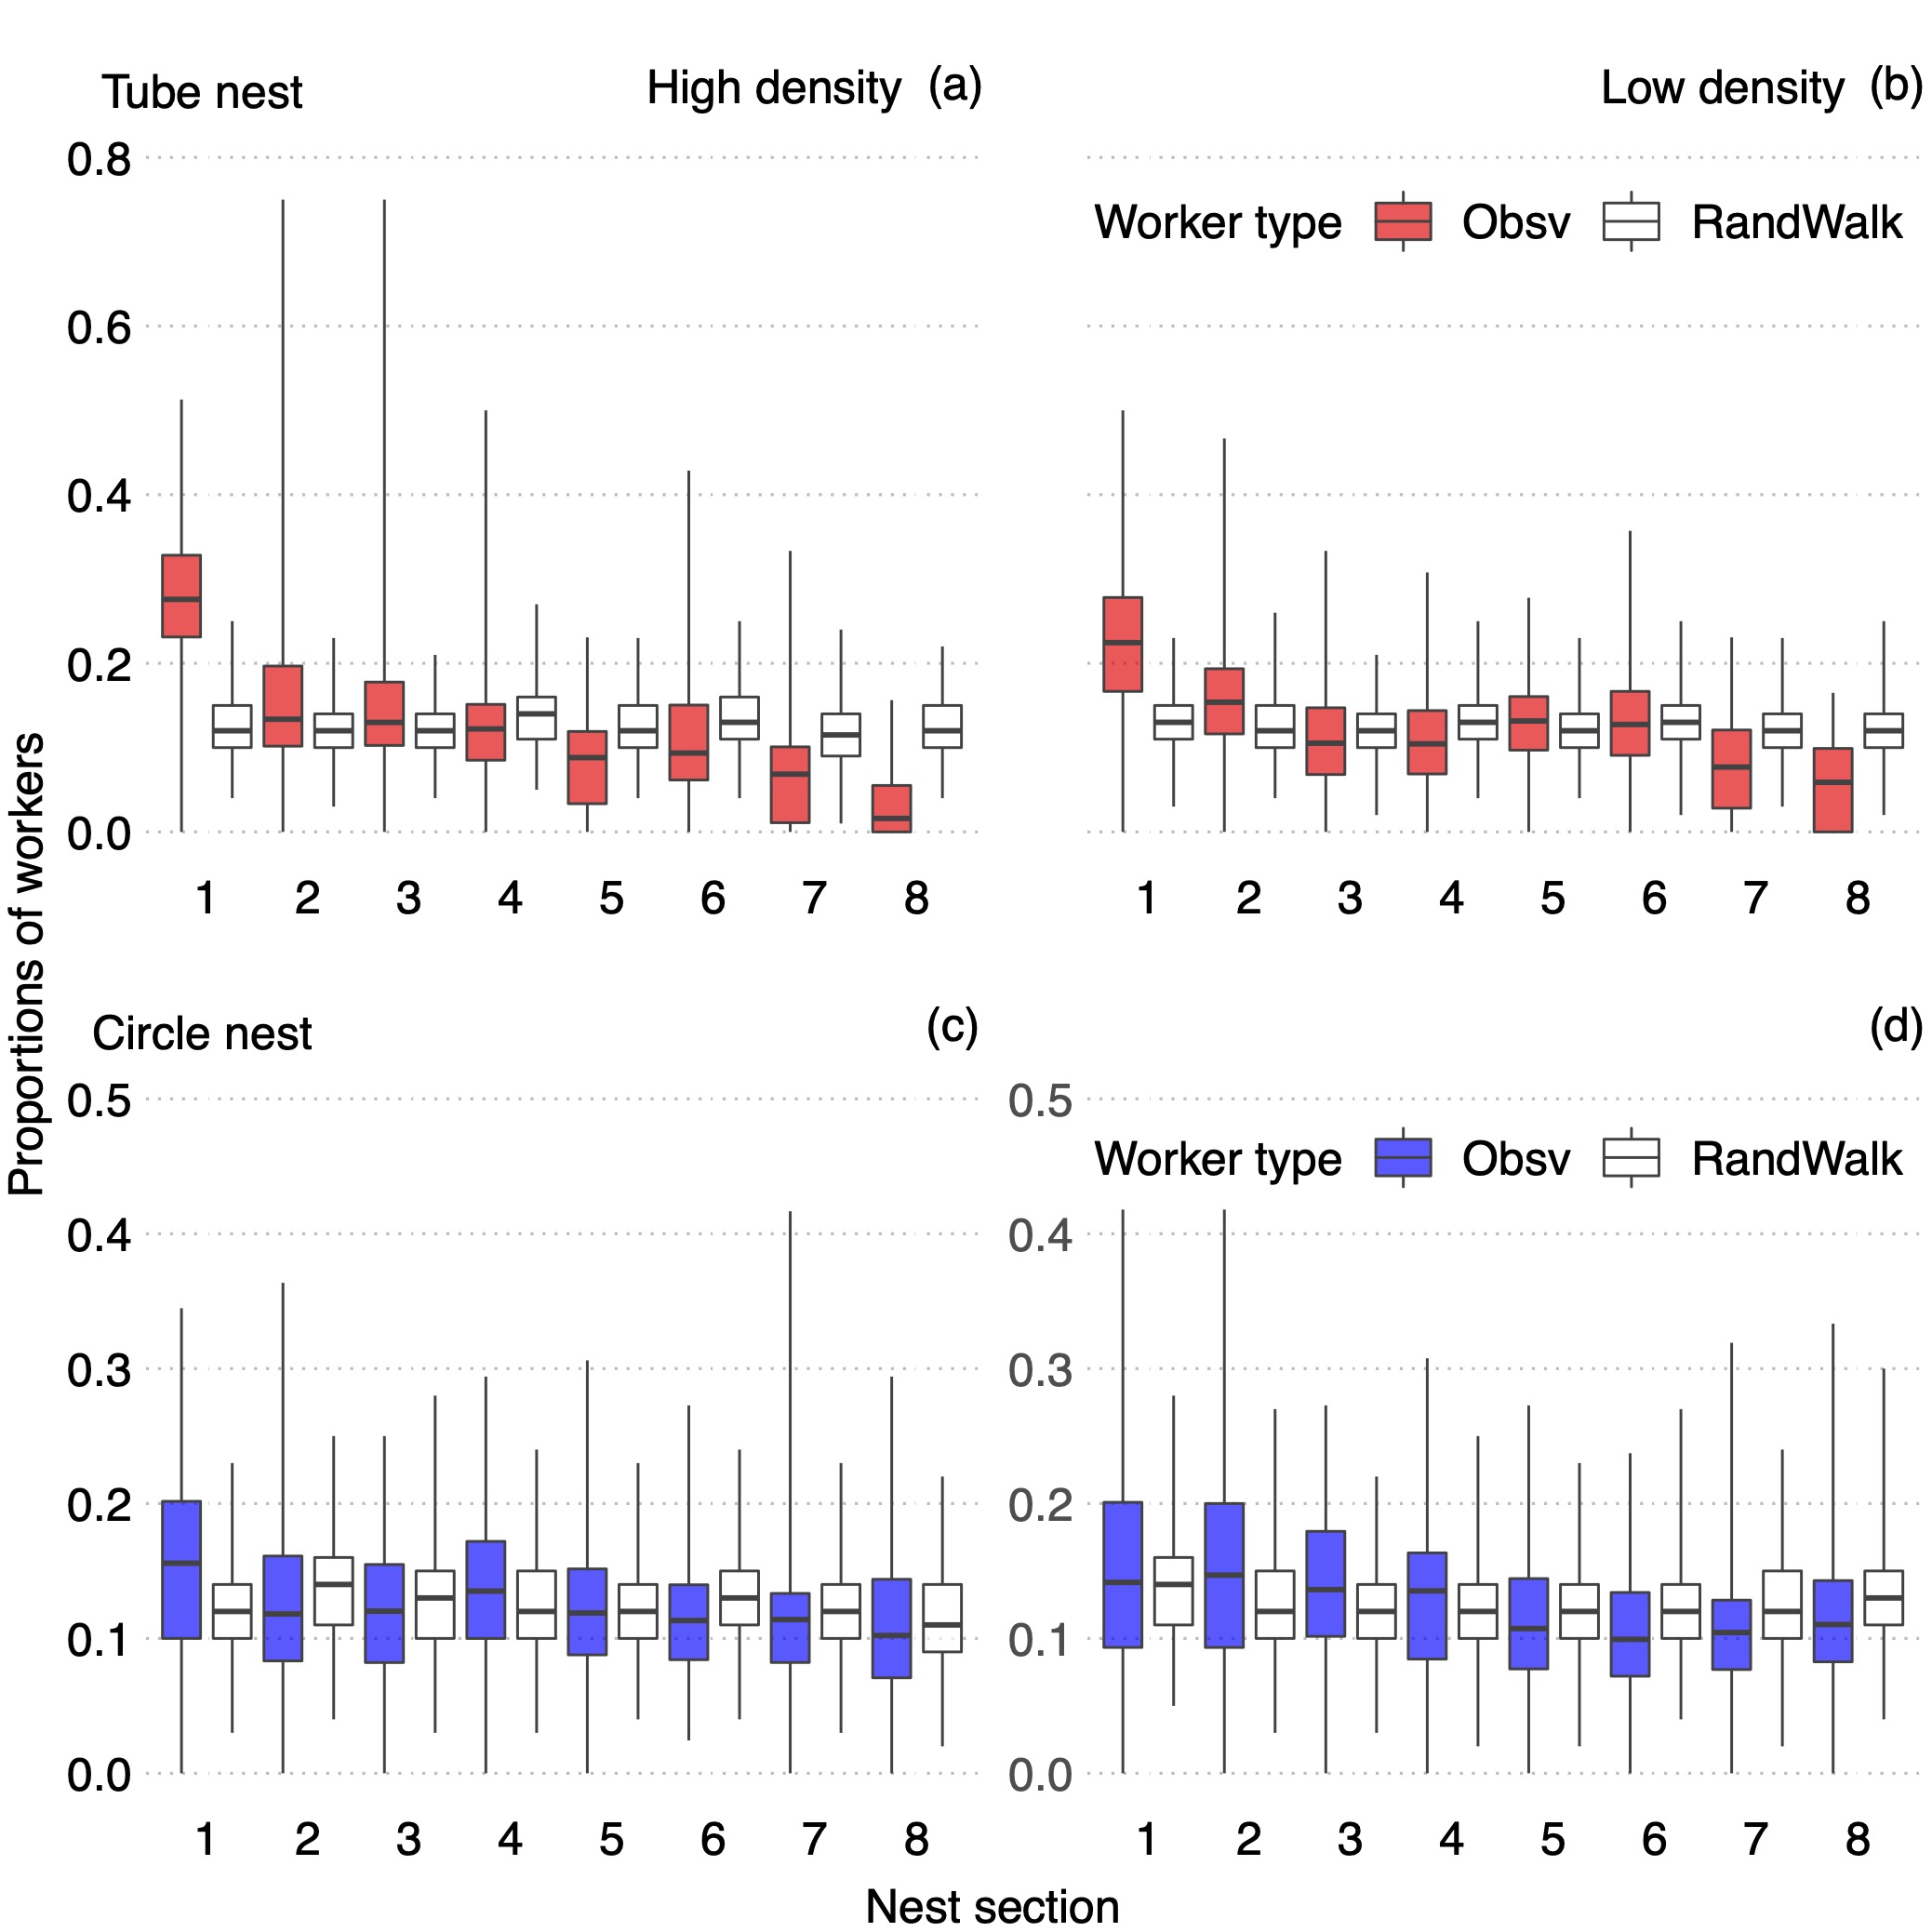 Tube nest High density (a)
Low density (b)
0.8
0.6
0.4
0.2
0.0
Worker type Obsv RandWalk
1 2 3 4 5 6 7 8
1 2 3 4 5 6 7 8
Proportions of workers
Circle nest (c)
(d)
0.5
0.4
0.3
0.2
0.1
0.0
0.5
0.4
0.3
0.2
0.1
0.0
Worker type Obsv RandWalk
1 2 3 4 5 6 7 8
1 2 3 4 5 6 7 8
Nest section